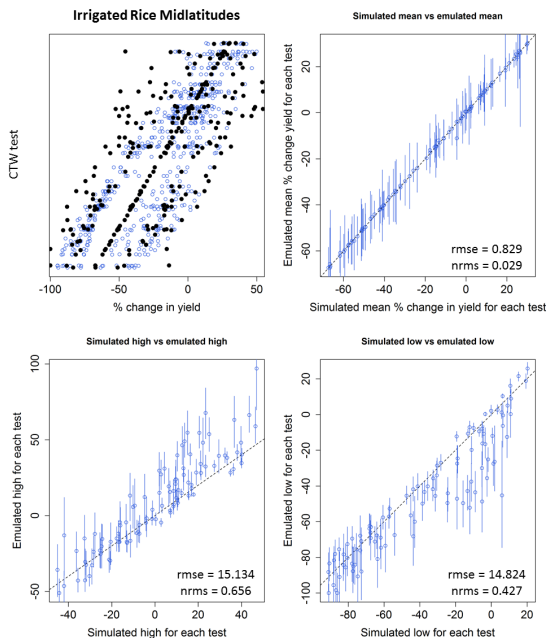 Irrigated Rice Midlatitudes
CTW test
-100 -50 0 50
% change in yield
Simulated mean vs emulated mean
Emulated mean % change yield for each test
0
-20
-40
-60
rmse = 0.829
nrms = 0.029
-60 -40 -20 0 20
Simulated mean % change in yield for each test
Simulated high vs emulated high
Emulated high for each test
100
50
0
-50
rmse = 15.134
nrms = 0.656
-40 -20 0 20 40
Simulated high for each test
Simulated low vs emulated low
Emulated low for each test
20
0
-20
-40
-60
-80
-100
rmse = 14.824
nrms = 0.427
-80 -60 -40 -20 0 20
Simulated low for each test